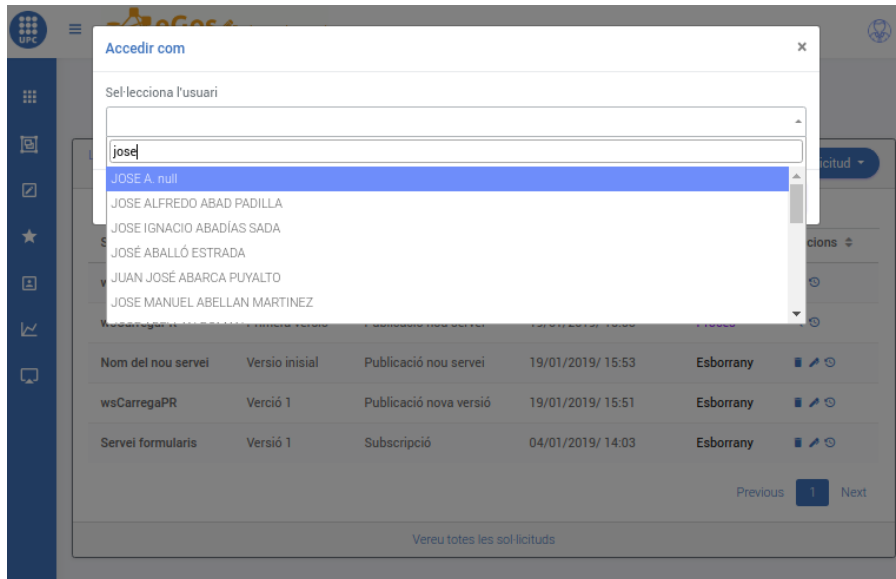 UPC
eGos
Accedir com
×
Sel·lecciona l'usuari
jose
icitud
JOSE A. null
JOSE ALFREDO ABAD PADILLA
JOSE IGNACIO ABADÍAS SADA
cions
JOSÉ ABALLÓ ESTRADA
JUAN JOSÉ ABARCA PUYALTO
JOSE MANUEL ABELLAN MARTINEZ
Nom del nou servei Versio inisial Publicació nou servei 19/01/2019/ 15:53 Esborrany
wsCarregaPR Verció 1 Publicació nova versió 19/01/2019/ 15:51 Esborrany
Servei formularis Versió 1 Subscripció 04/01/2019/ 14:03 Esborrany
Previous 1 Next
Vereu totes les sol·licituds